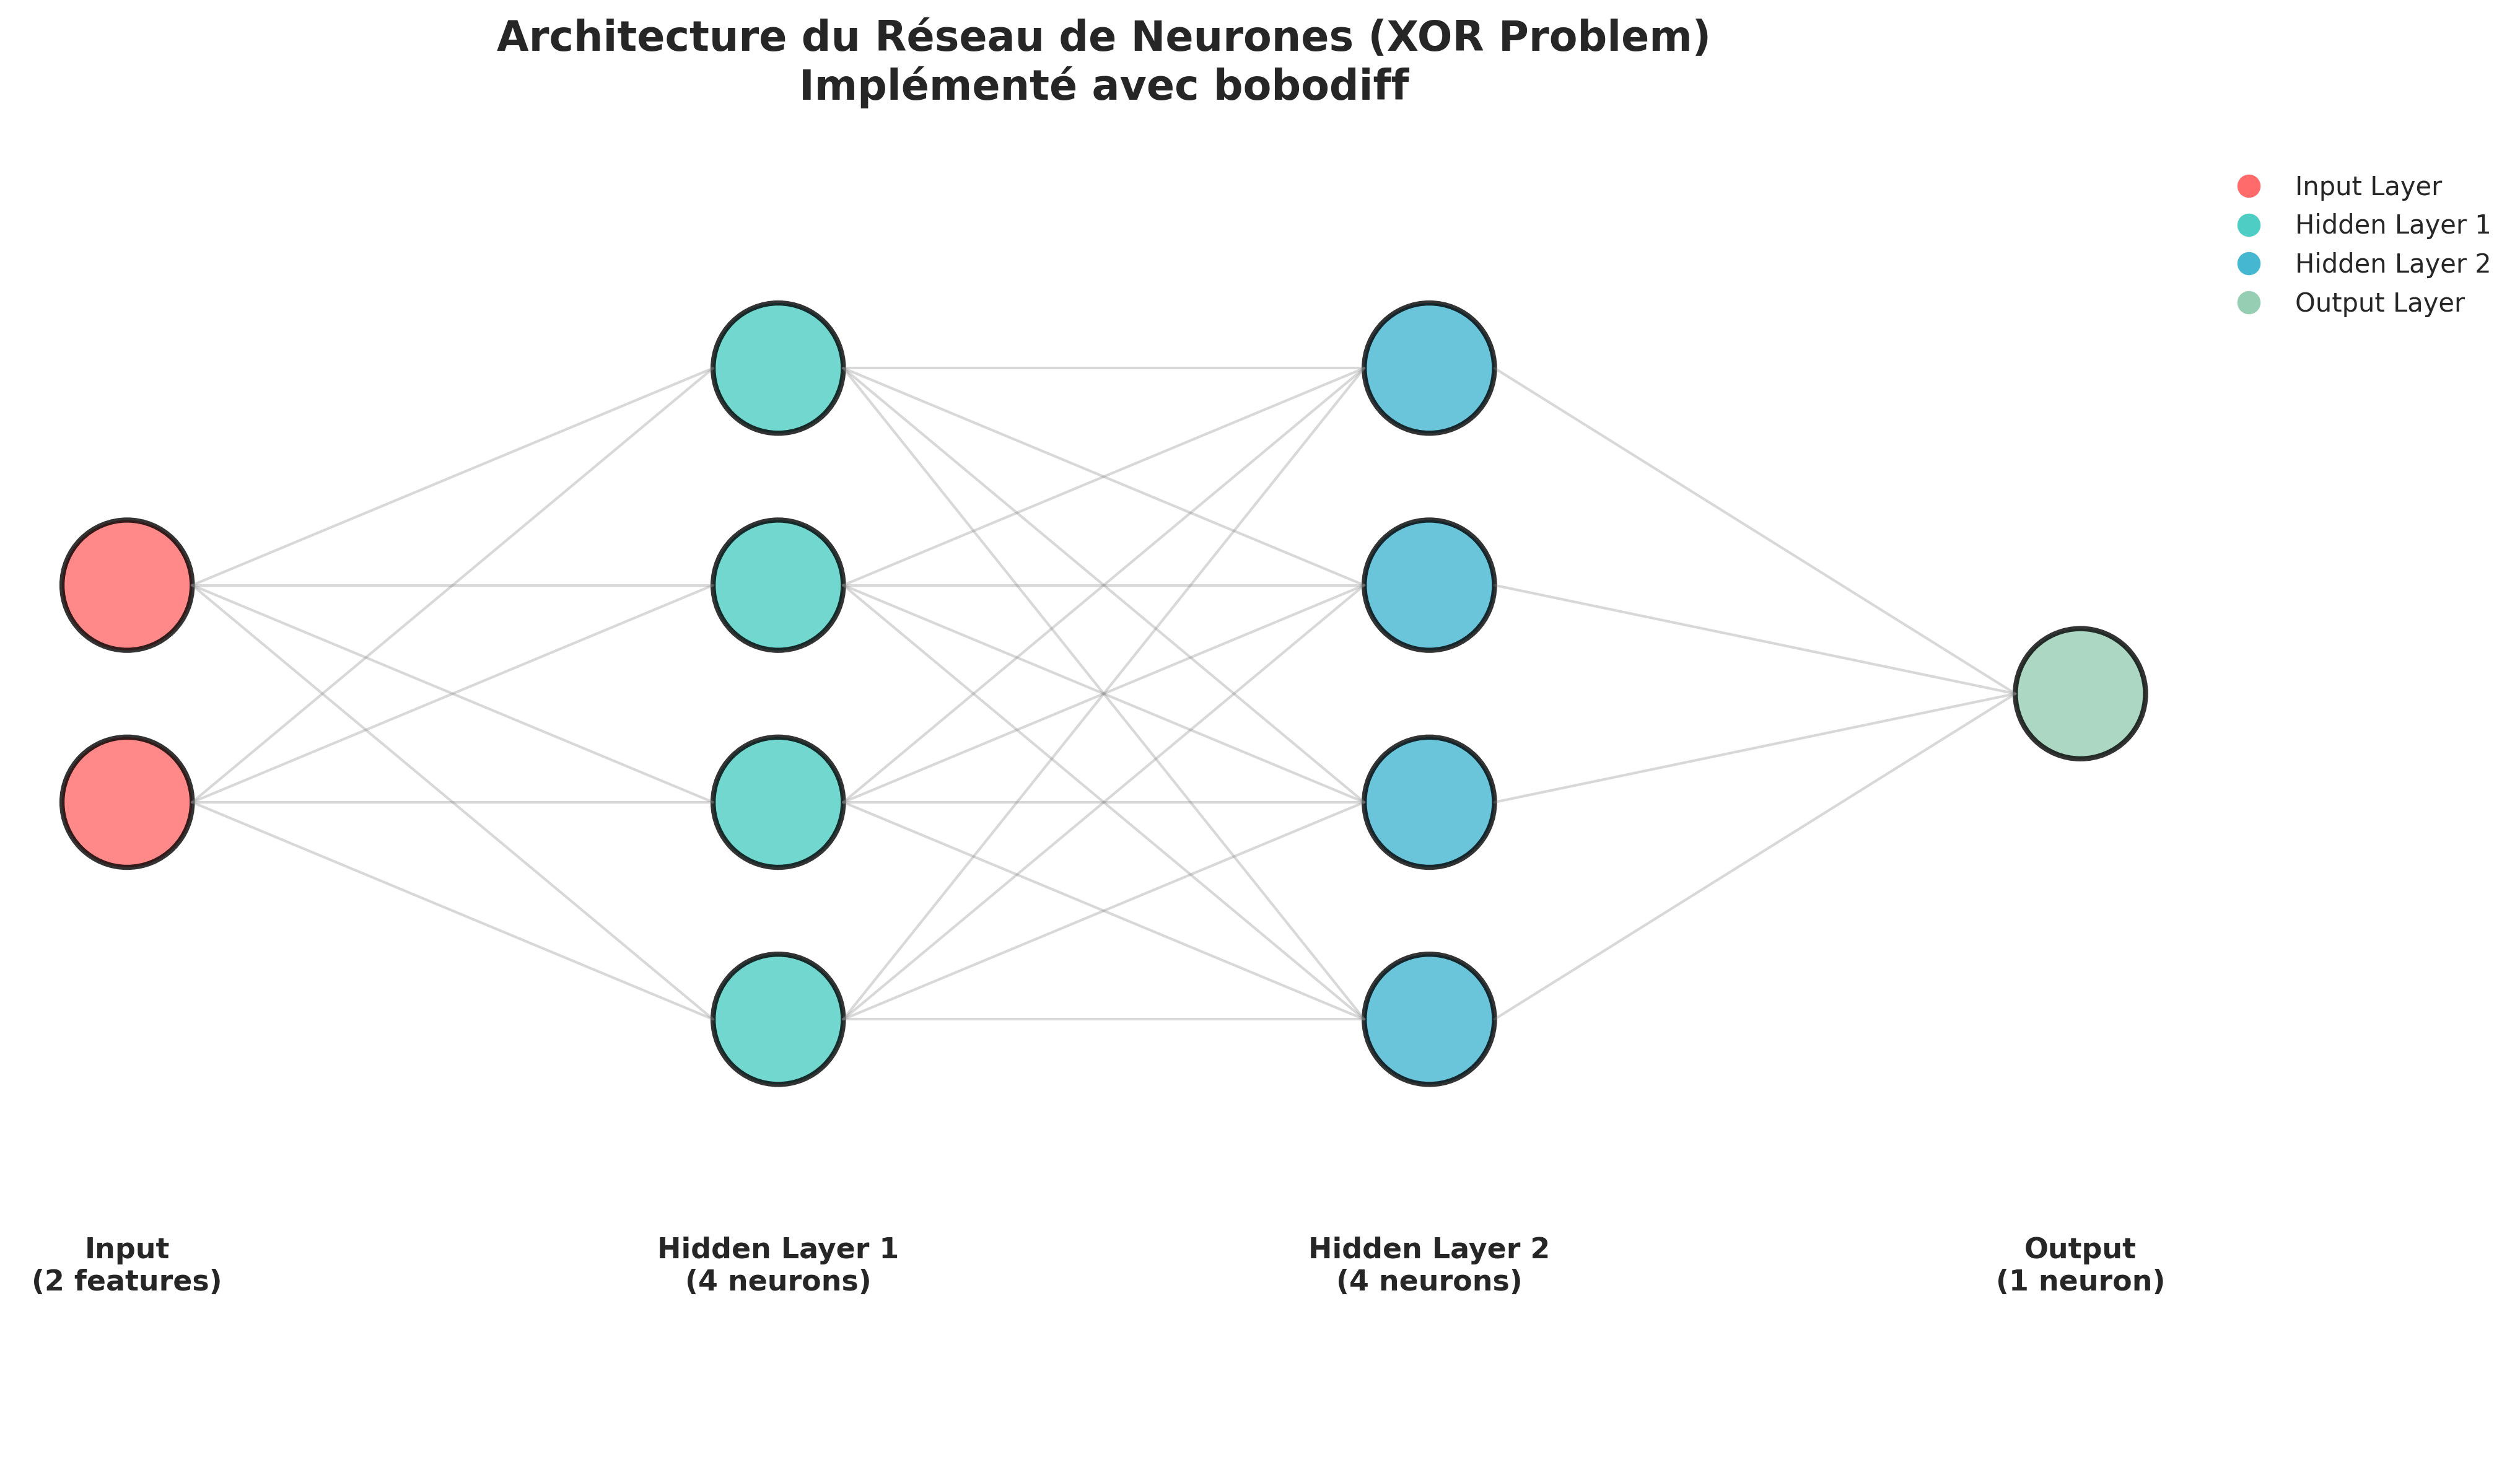 Architecture du Réseau de Neurones (XOR Problem)
Implémenté avec bobodiff
Input Layer
Hidden Layer 1
Hidden Layer 2
Output Layer
Input
(2 features)
Hidden Layer 1
(4 neurons)
Hidden Layer 2
(4 neurons)
Output
(1 neuron)